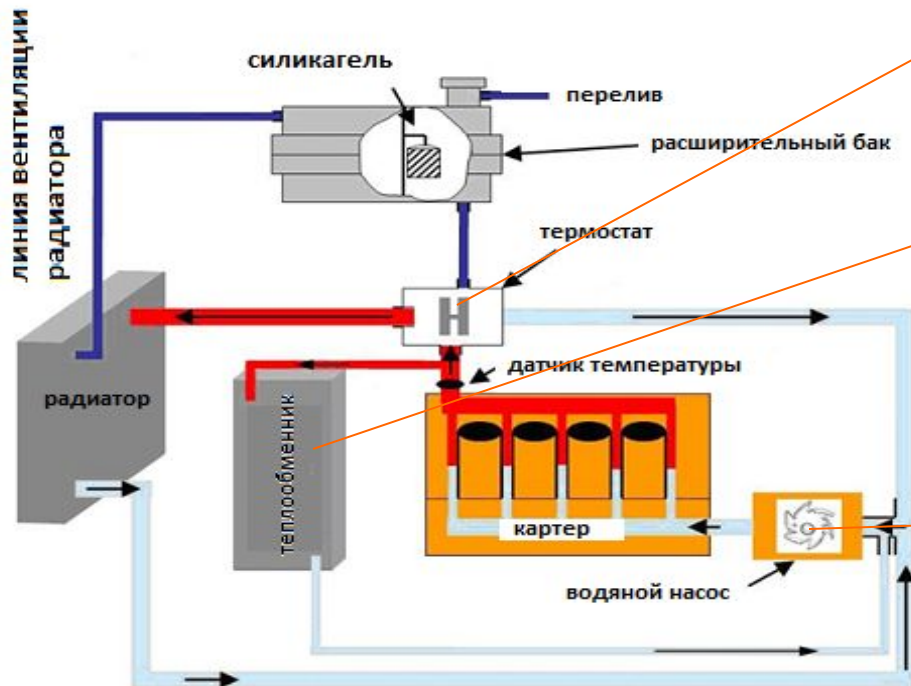 силикагель
перелив
расширительный бак
линия вентиляции
радиатора
термостат
H
датчик температуры
радиатор
теплообменник
картер
водяной насос